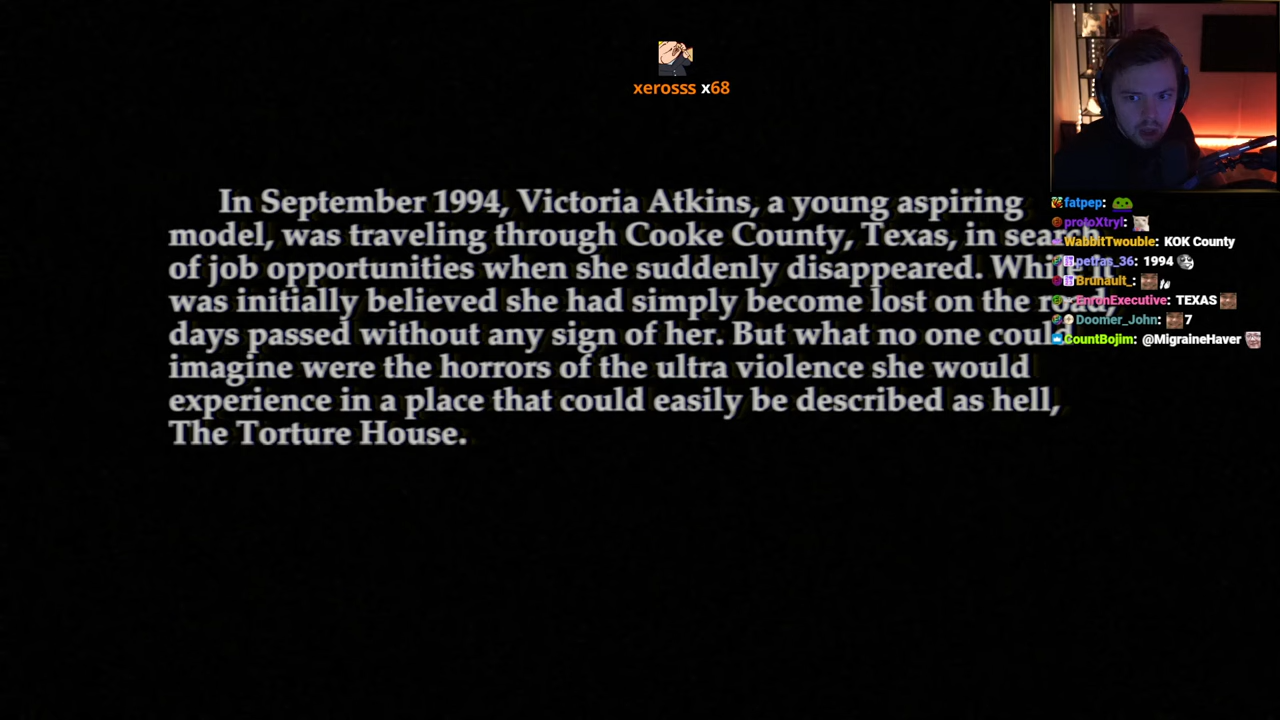 xerosss x68
In September 1994, Victoria Atkins, a young aspiring
model, was traveling through Cooke County, Texas, in search
of job opportunities when she suddenly disappeared. While it
was initially believed she had simply become lost on the road,
days passed without any sign of her. But what no one could
imagine were the horrors of the ultra violence she would
experience in a place that could easily be described as hell,
The Torture House.
fatpep:
protoXtryl:
WabbitTwouble: KOK County
petras_36: 1994
Brunault_:
EnronExecutive: TEXAS
Doomer_John: 7
CountBojim: @MigraineHaver